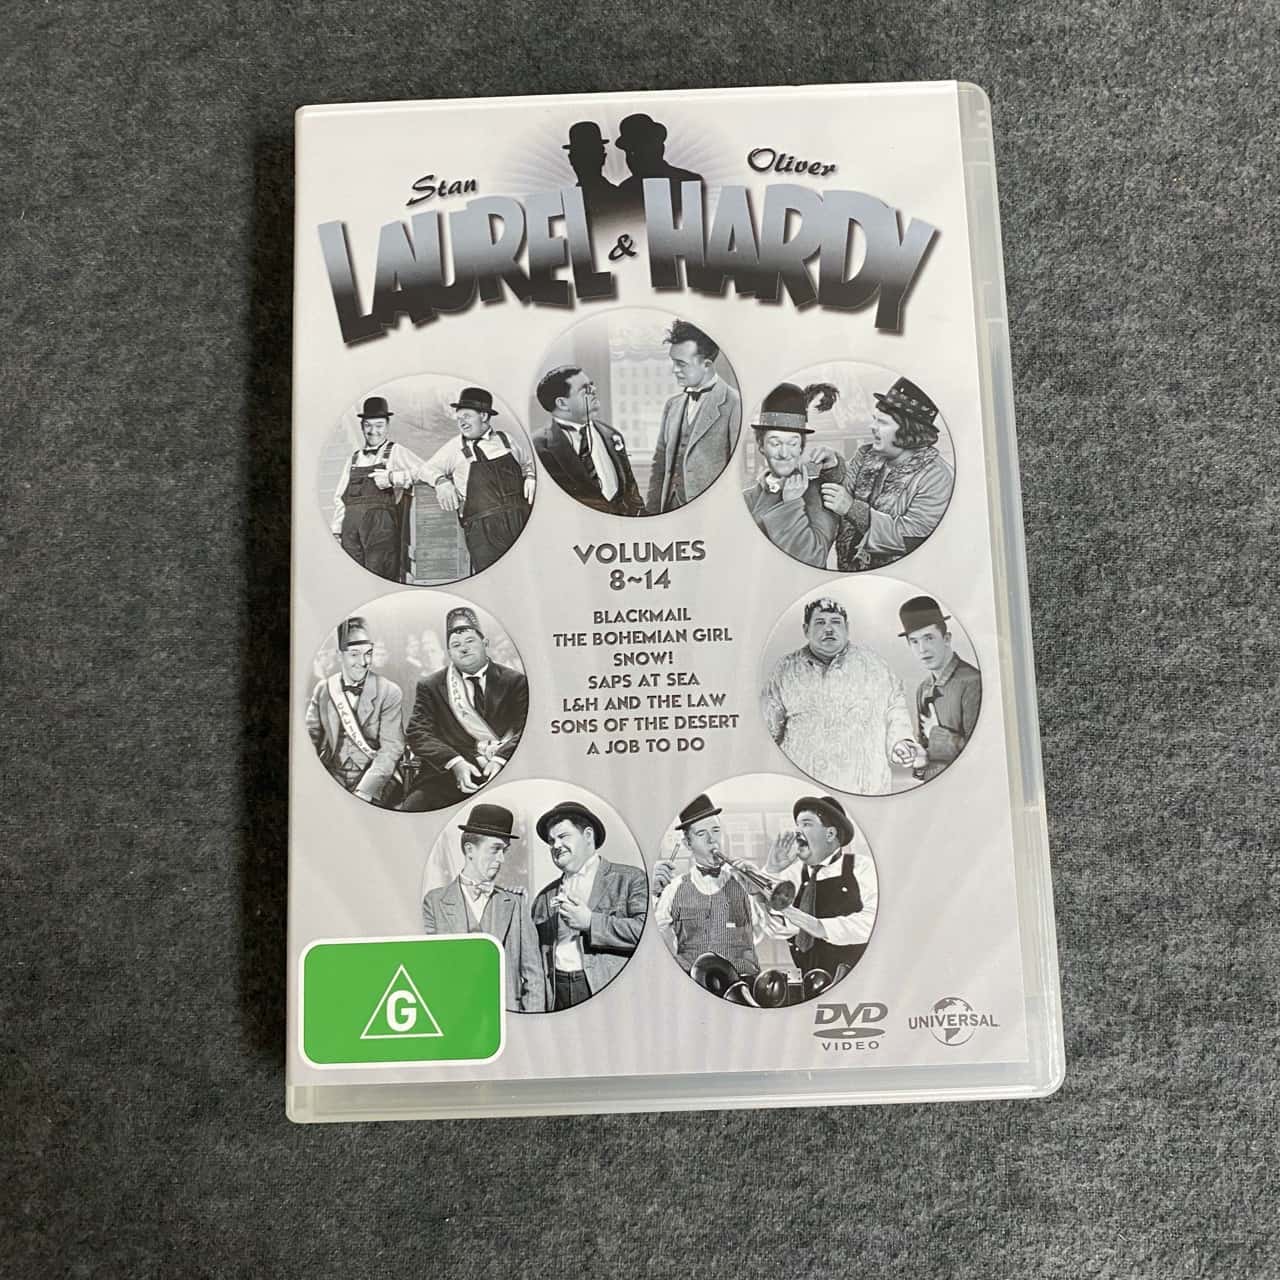 Stan
Oliver
LAUREL & HARDY
VOLUMES
8~14
BLACKMAIL
THE BOHEMIAN GIRL
SNOW!
SAPS AT SEA
L&H AND THE LAW
SONS OF THE DESERT
A JOB TO DO
G
DVD
VIDEO
UNIVERSAL